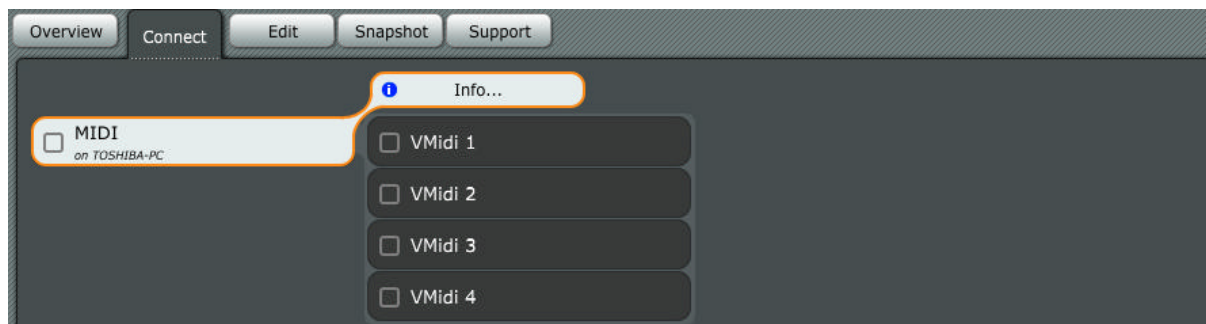 Overview Connect Edit Snapshot Support
Info...
MIDI
on TOSHIBA-PC
VMidi 1
VMidi 2
VMidi 3
VMidi 4